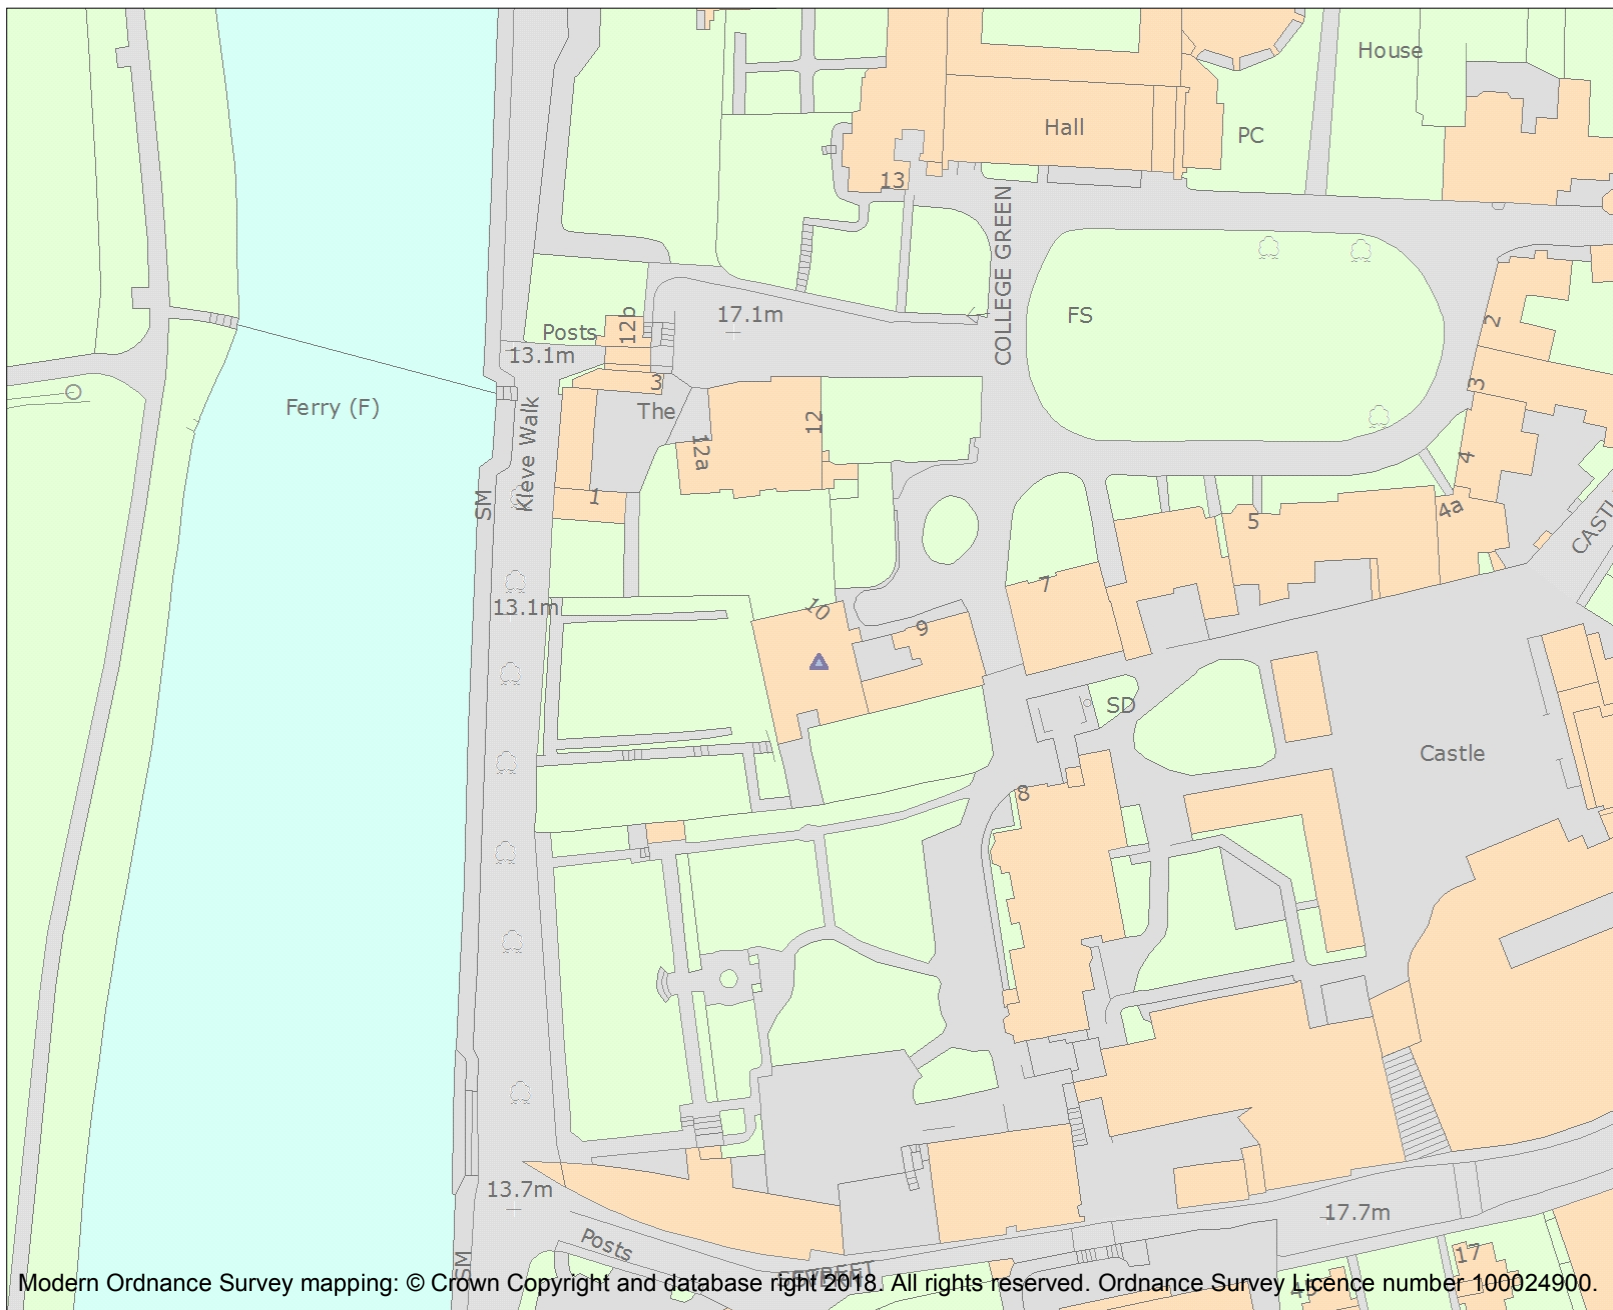 House
Hall
PC
13
COLLEGE GREEN
12b
17.1m
FS
Posts
2
13.1m
3
3
Ferry (F)
The
Kleve Walk
12
12a
4
SM
1
4a
5
7
13.1m
10
9
SD
Castle
8
13.7m
17.7m
Posts
17
SM
Modern Ordnance Survey mapping: © Crown Copyright and database right 2018. All rights reserved. Ordnance Survey Licence number 100024900.